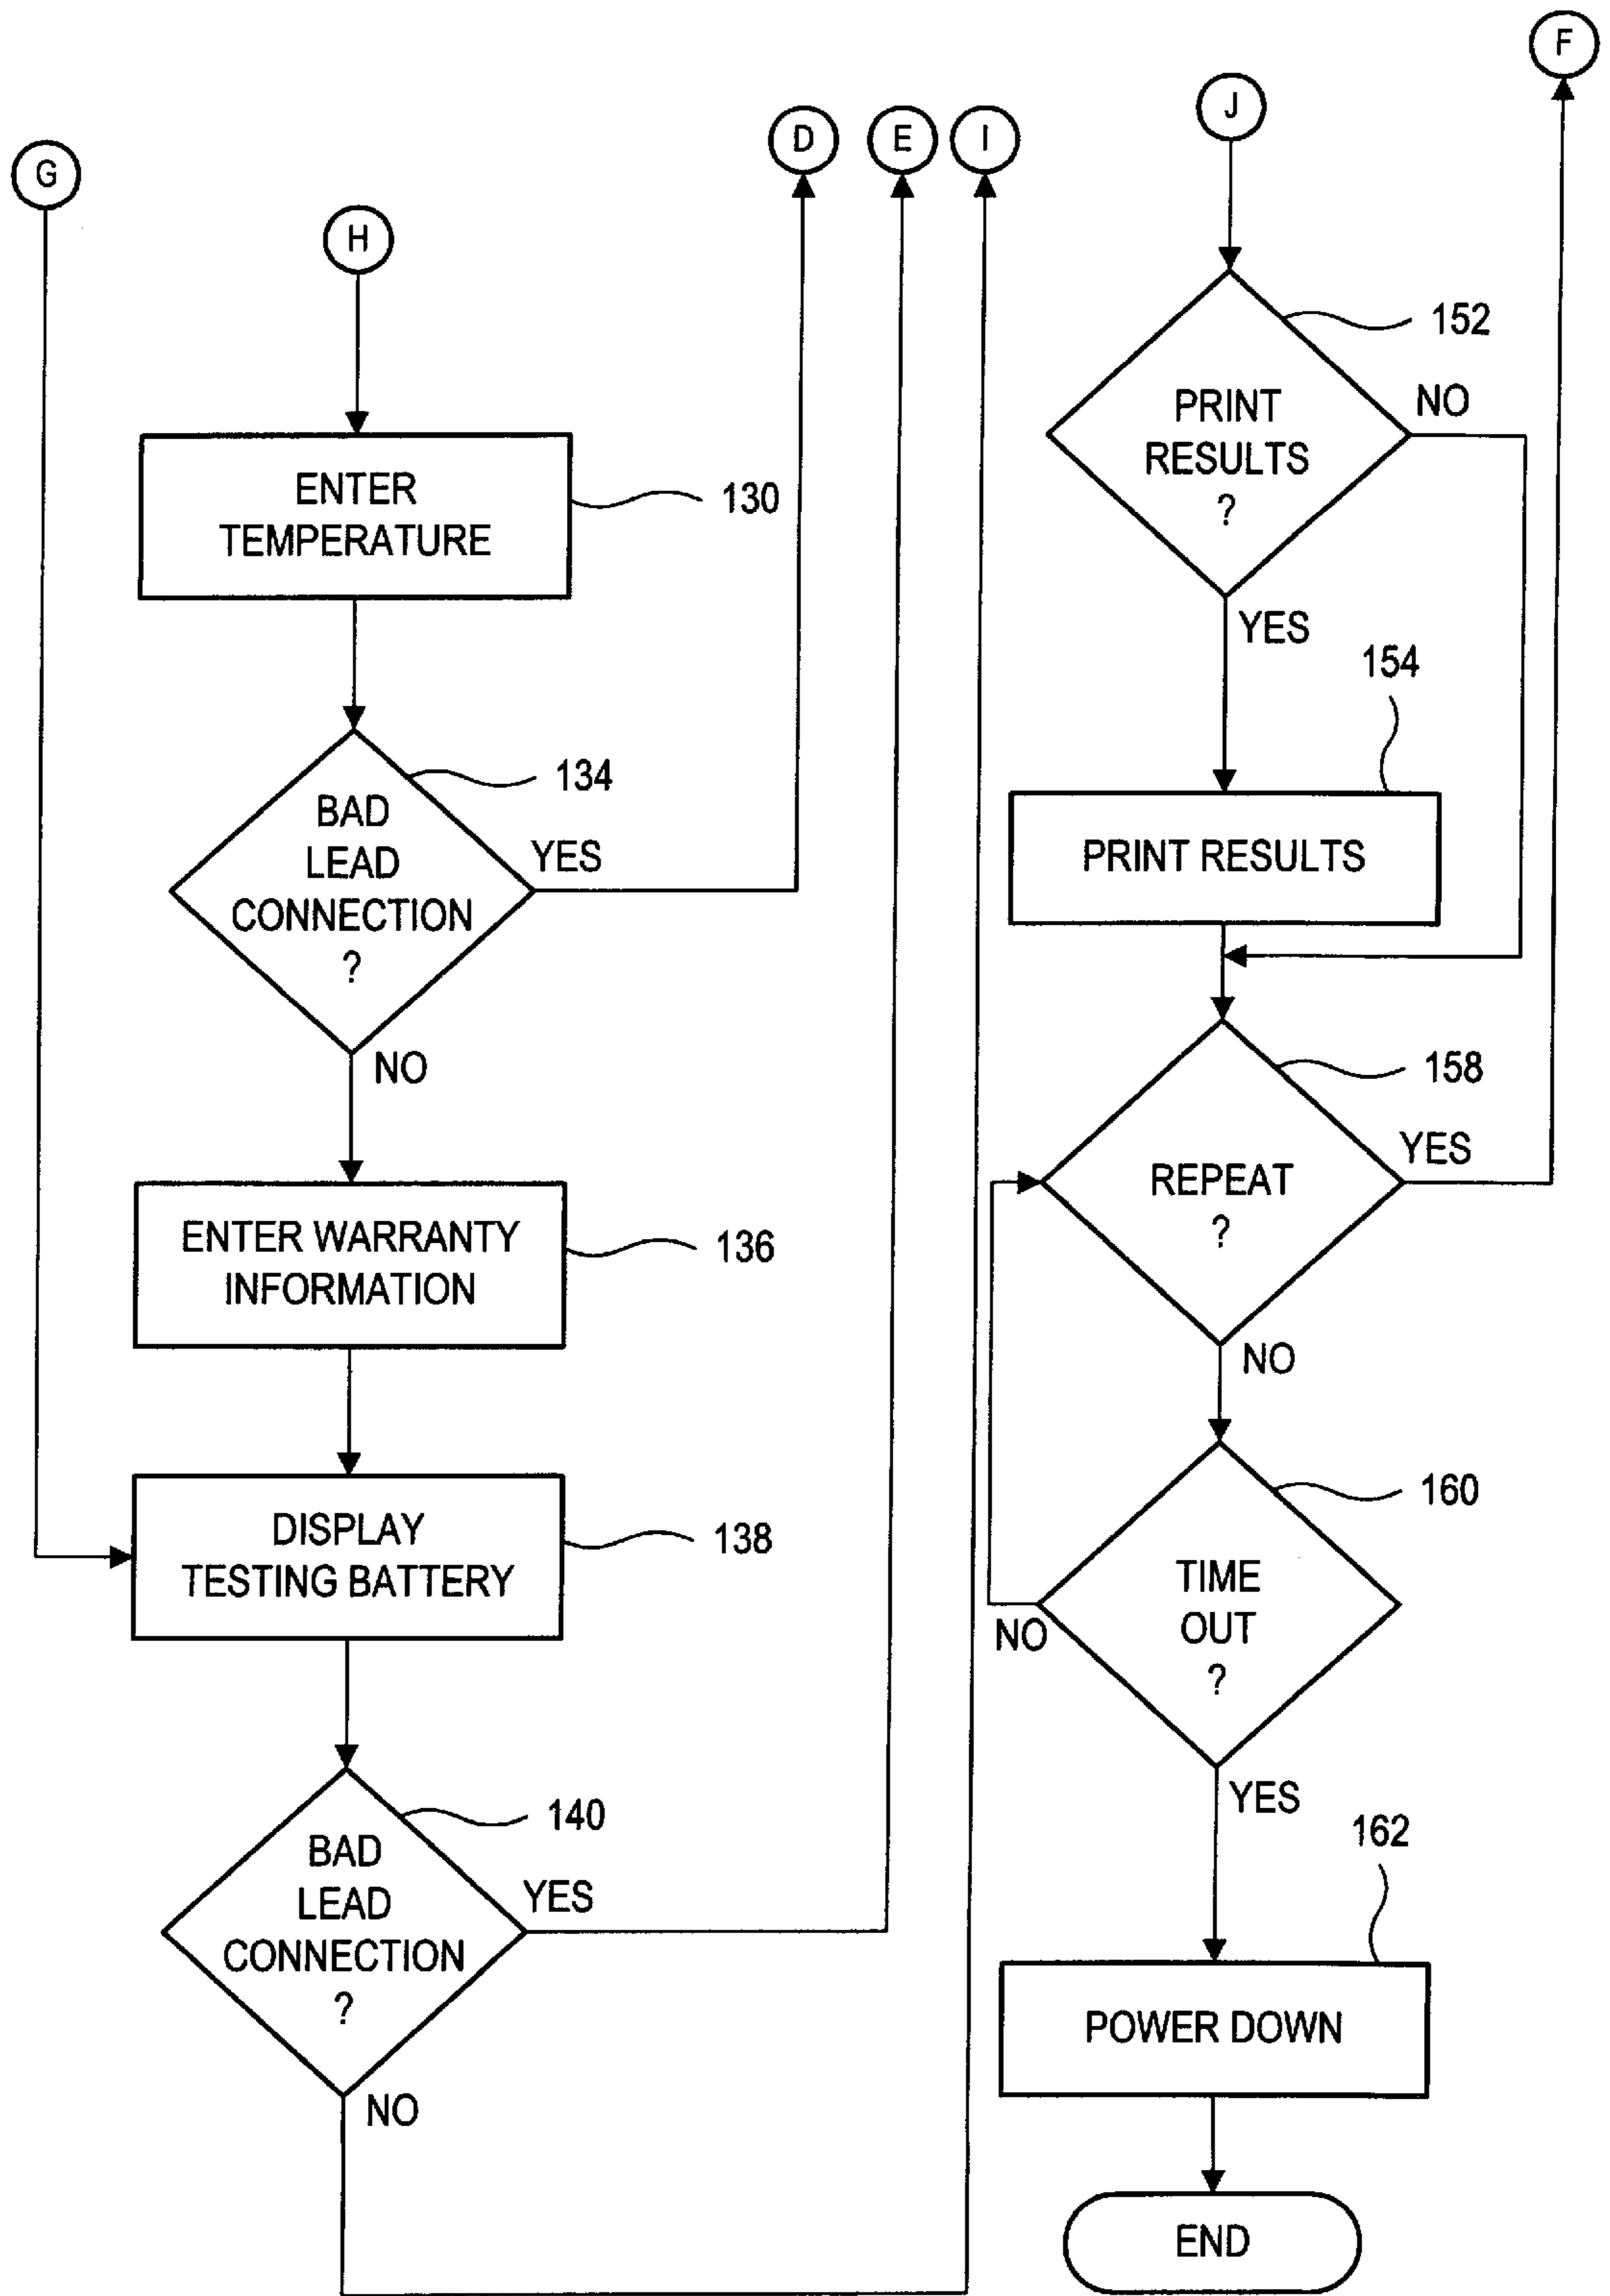 G
H
ENTER
TEMPERATURE
130
134
BAD
LEAD
CONNECTION
?
YES
NO
ENTER WARRANTY
INFORMATION
136
DISPLAY
TESTING BATTERY
138
140
BAD
LEAD
CONNECTION
?
YES
NO
D
E
I
J
F
152
PRINT
RESULTS
?
NO
YES
154
PRINT RESULTS
158
REPEAT
?
YES
NO
160
TIME
OUT
?
NO
YES
162
POWER DOWN
END